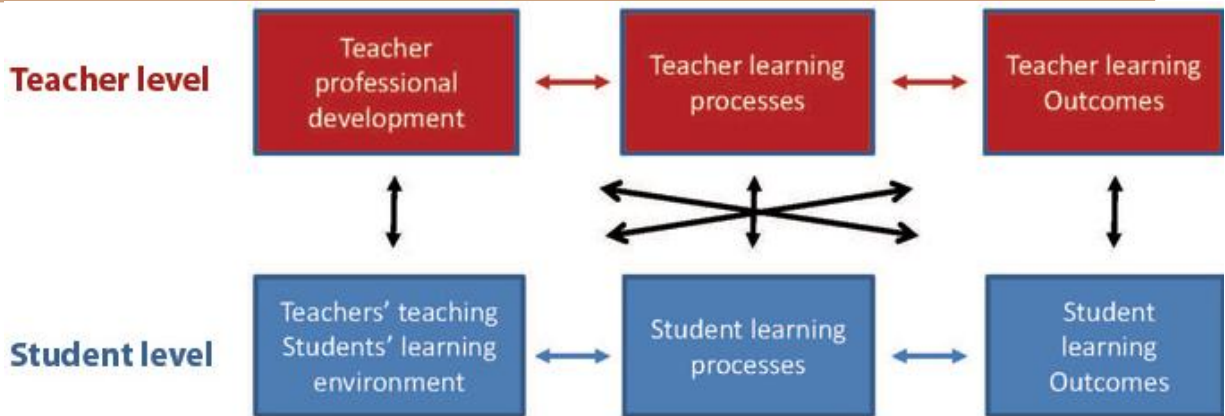 Teacher level
Teacher
professional
development
Teacher learning
processes
Teacher learning
Outcomes
Student level
Teachers' teaching
Students' learning
environment
Student learning
processes
Student
learning
Outcomes